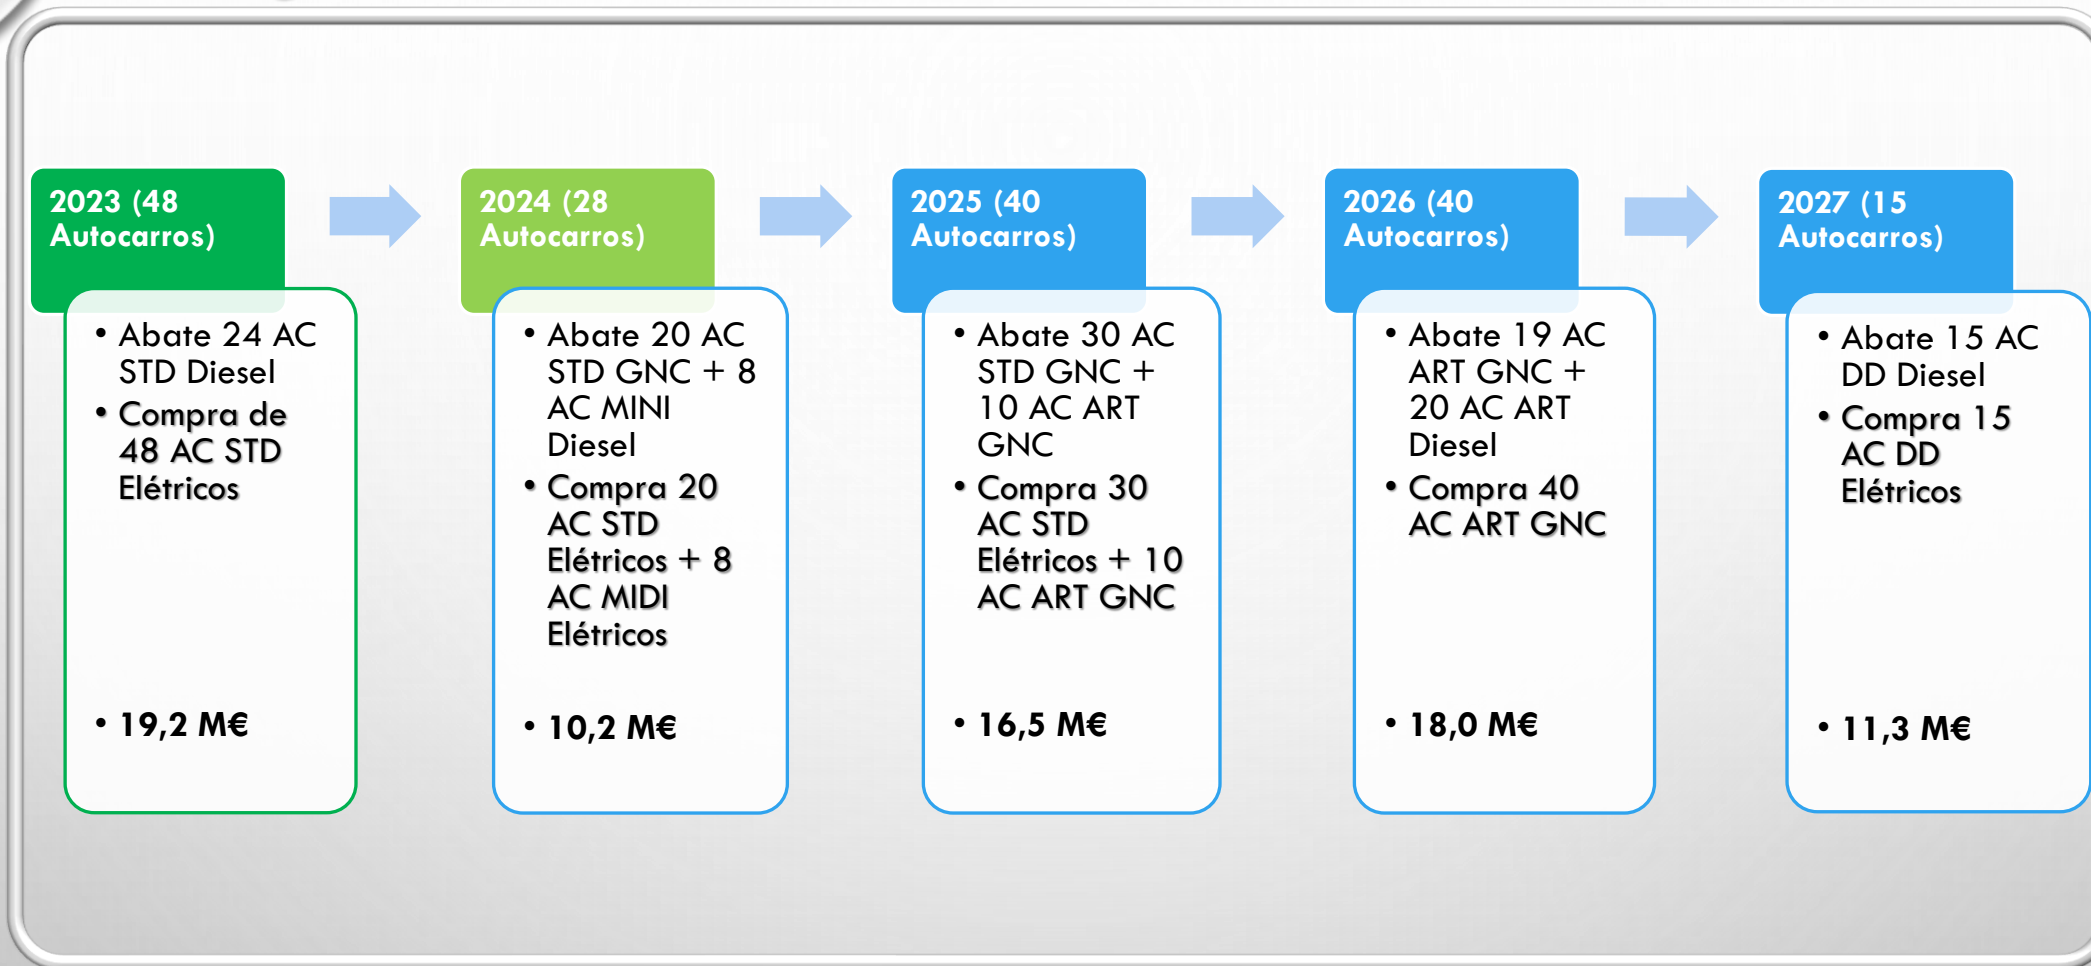 2023 (48
Autocarros)
• Abate 24 AC
STD Diesel
• Compra de
48 AC STD
Elétricos
• 19,2 M€
2024 (28
Autocarros)
• Abate 20 AC
STD GNC + 8
AC MINI
Diesel
• Compra 20
AC STD
Elétricos + 8
AC MIDI
Elétricos
• 10,2 M€
2025 (40
Autocarros)
• Abate 30 AC
STD GNC +
10 AC ART
GNC
• Compra 30
AC STD
Elétricos + 10
AC ART GNC
• 16,5 M€
2026 (40
Autocarros)
• Abate 19 AC
ART GNC +
20 AC ART
Diesel
• Compra 40
AC ART GNC
• 18,0 M€
2027 (15
Autocarros)
• Abate 15 AC
DD Diesel
• Compra 15
AC DD
Elétricos
• 11,3 M€